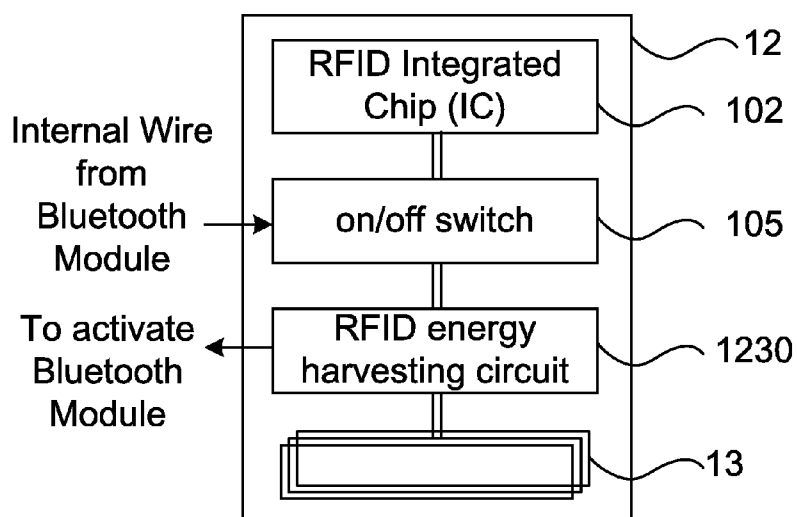 12
RFID Integrated
Chip (IC)
102
Internal Wire
from
Bluetooth
Module
on/off switch
105
To activate
Bluetooth
Module
RFID energy
harvesting circuit
1230
13